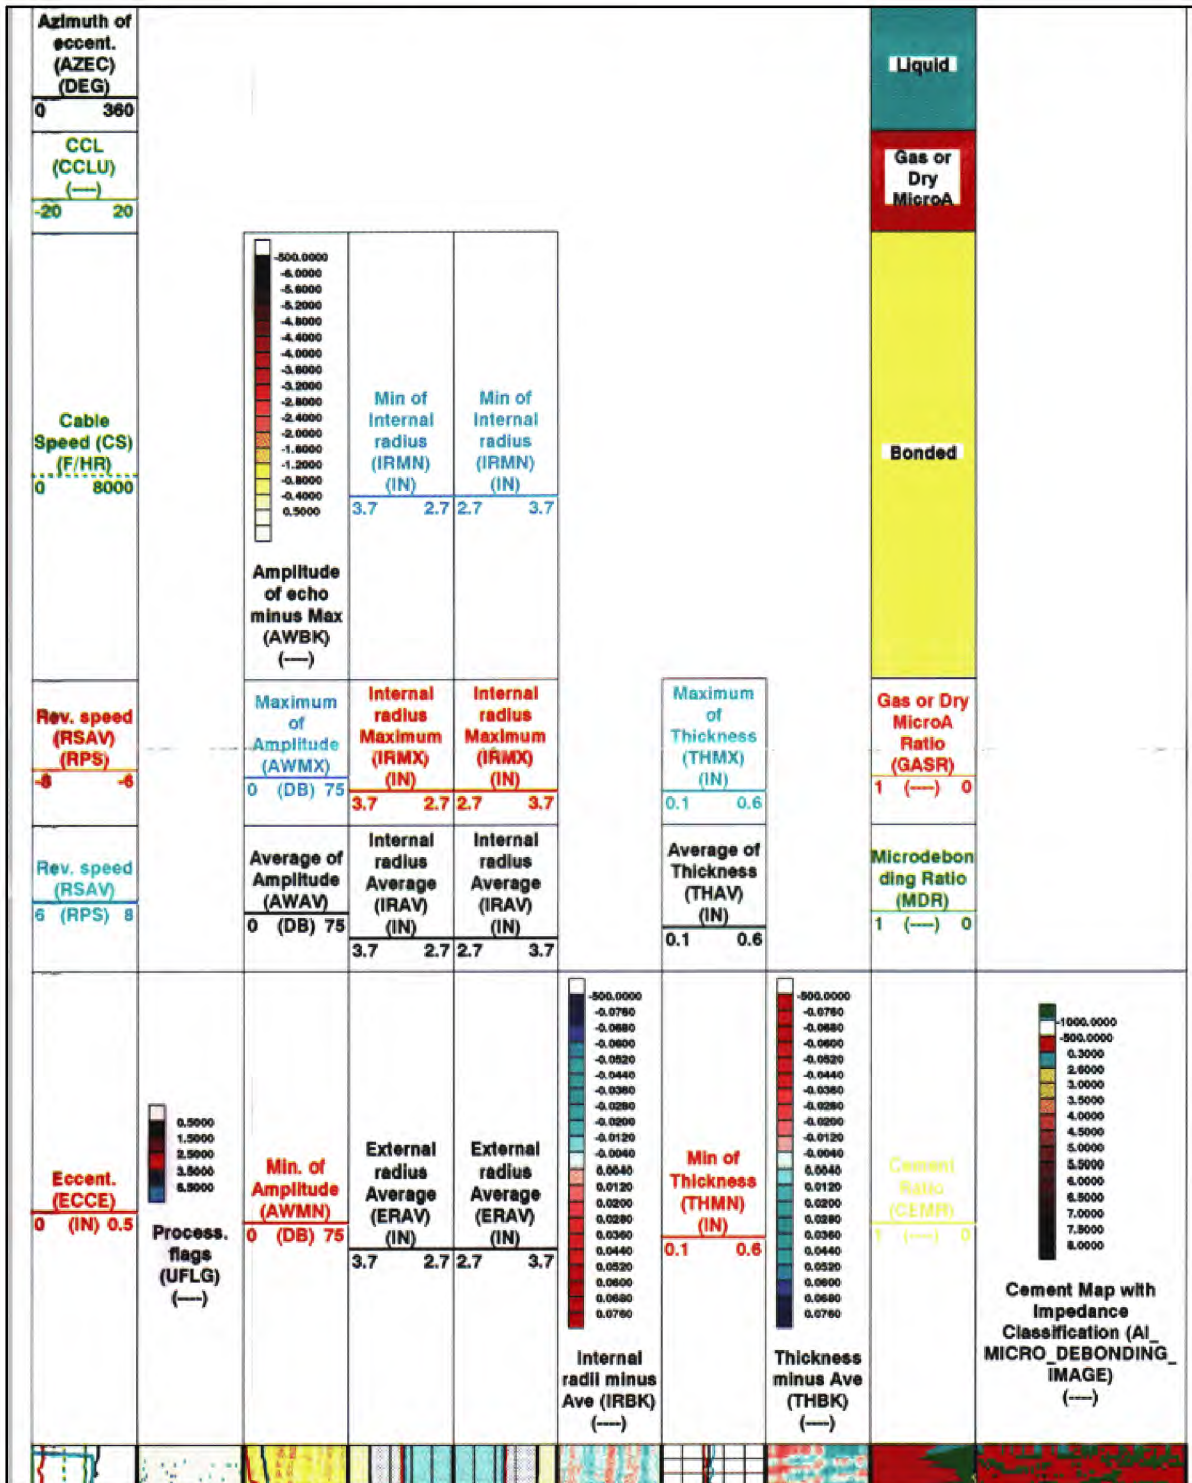 Azimuth of
eccent.
(AZEC)
(DEG)
0 360
CCL
(CCLU)
(----)
-20 20
Cable
Speed (CS)
(F/HR)
0 8000
Rev. speed
(RSAV)
(RPS)
-8 -6
Rev. speed
(RSAV)
6 (RPS) 8
Eccent.
(ECCE)
0 (IN) 0.5
0.5000
1.5000
2.5000
3.5000
6.5000
Process.
flags
(UFLG)
(----)
-500.0000
-6.0000
-5.6000
-5.2000
-4.8000
-4.4000
-4.0000
-3.6000
-3.2000
-2.8000
-2.4000
-2.0000
-1.6000
-1.2000
-0.8000
-0.4000
0.5000
Amplitude
of echo
minus Max
(AWBK)
(----)
Maximum
of
Amplitude
(AWMX)
0 (DB) 75
Average of
Amplitude
(AWAV)
0 (DB) 75
Min. of
Amplitude
(AWMN)
0 (DB) 75
Min of
Internal
radius
(IRMN)
(IN)
3.7 2.7
Internal
radius
Maximum
(IRMX)
(IN)
3.7 2.7
Internal
radius
Average
(IRAV)
(IN)
3.7 2.7
External
radius
Average
(ERAV)
(IN)
3.7 2.7
Min of
Internal
radius
(IRMN)
(IN)
2.7 3.7
Internal
radius
Maximum
(IRMX)
(IN)
2.7 3.7
Internal
radius
Average
(IRAV)
(IN)
2.7 3.7
External
radius
Average
(ERAV)
(IN)
2.7 3.7
-500.0000
-0.0760
-0.0680
-0.0600
-0.0520
-0.0440
-0.0360
-0.0280
-0.0200
-0.0120
-0.0040
0.0040
0.0120
0.0200
0.0280
0.0360
0.0440
0.0520
0.0600
0.0680
0.0760
Internal
radii minus
Ave (IRBK)
(----)
Maximum
of
Thickness
(THMX)
(IN)
0.1 0.6
Average of
Thickness
(THAV)
(IN)
0.1 0.6
Min of
Thickness
(THMN)
(IN)
0.1 0.6
-500.0000
-0.0760
-0.0680
-0.0600
-0.0520
-0.0440
-0.0360
-0.0280
-0.0200
-0.0120
-0.0040
0.0040
0.0120
0.0200
0.0280
0.0360
0.0440
0.0520
0.0600
0.0680
0.0760
Thickness
minus Ave
(THBK)
(----)
Liquid
Gas or
Dry
MicroA
Bonded
Gas or Dry
MicroA
Ratio
(GASR)
1 (----) 0
Microdebon
ding Ratio
(MDR)
1 (----) 0
Cement
Ratio
(CEMR)
1 (----) 0
-1000.0000
-500.0000
0.3000
2.6000
3.0000
3.5000
4.0000
4.5000
5.0000
5.5000
6.0000
6.5000
7.0000
7.5000
8.0000
Cement Map with
Impedance
Classification (AI_
MICRO_DEBONDING_
IMAGE)
(----)